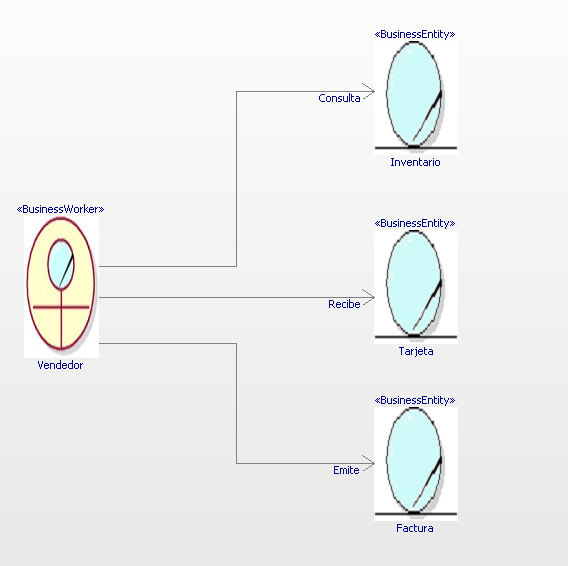 «BusinessEntity»
Consulta
Inventario
«BusinessWorker»
Vendedor
«BusinessEntity»
Recibe
Tarjeta
«BusinessEntity»
Emite
Factura